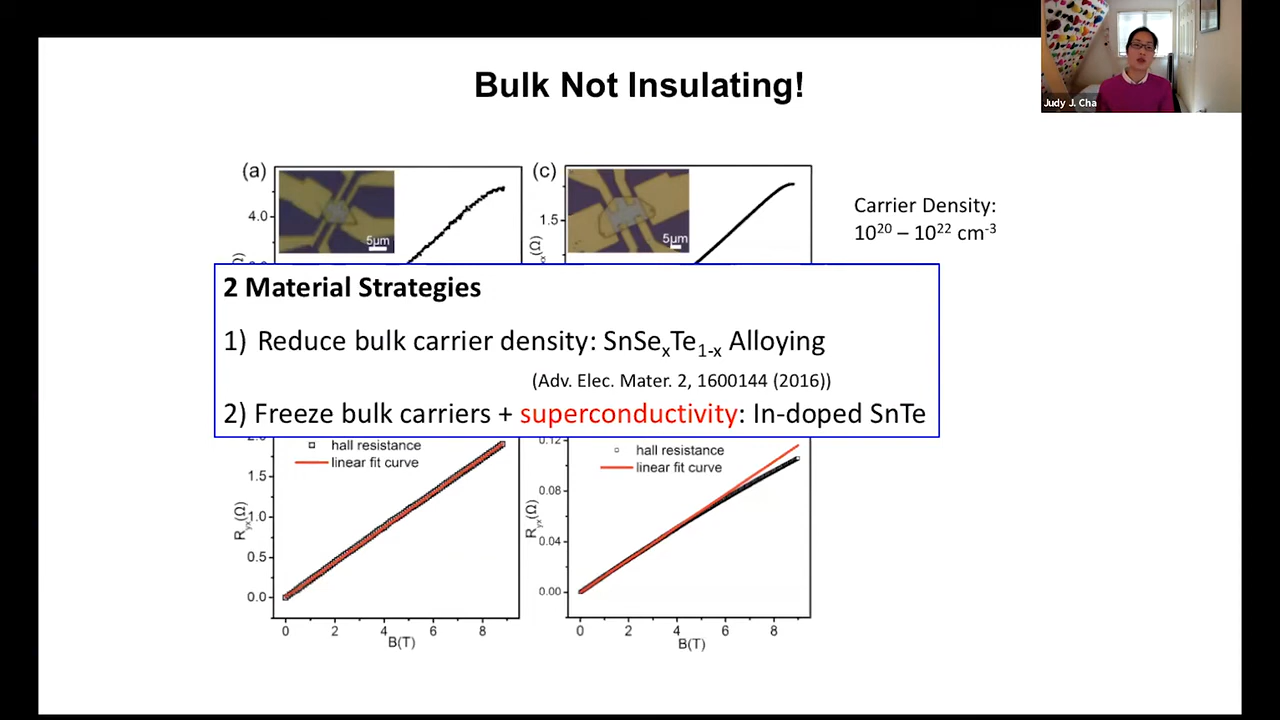 Bulk Not Insulating!
Judy J. Cha
(a)
(c)
4.0
1.5
5μm
5μm
Carrier Density:
10²⁰ – 10²² cm⁻³
2 Material Strategies
1) Reduce bulk carrier density: SnSeₓTe₁₋ₓ Alloying
(Adv. Elec. Mater. 2, 1600144 (2016))
2) Freeze bulk carriers + superconductivity: In-doped SnTe
hall resistance
linear fit curve
1.5
1.0
0.5
0.0
R_yx(Ω)
0 2 4 6 8
B(T)
0.12
hall resistance
linear fit curve
0.08
0.04
0.00
R_yx(Ω)
0 2 4 6 8
B(T)